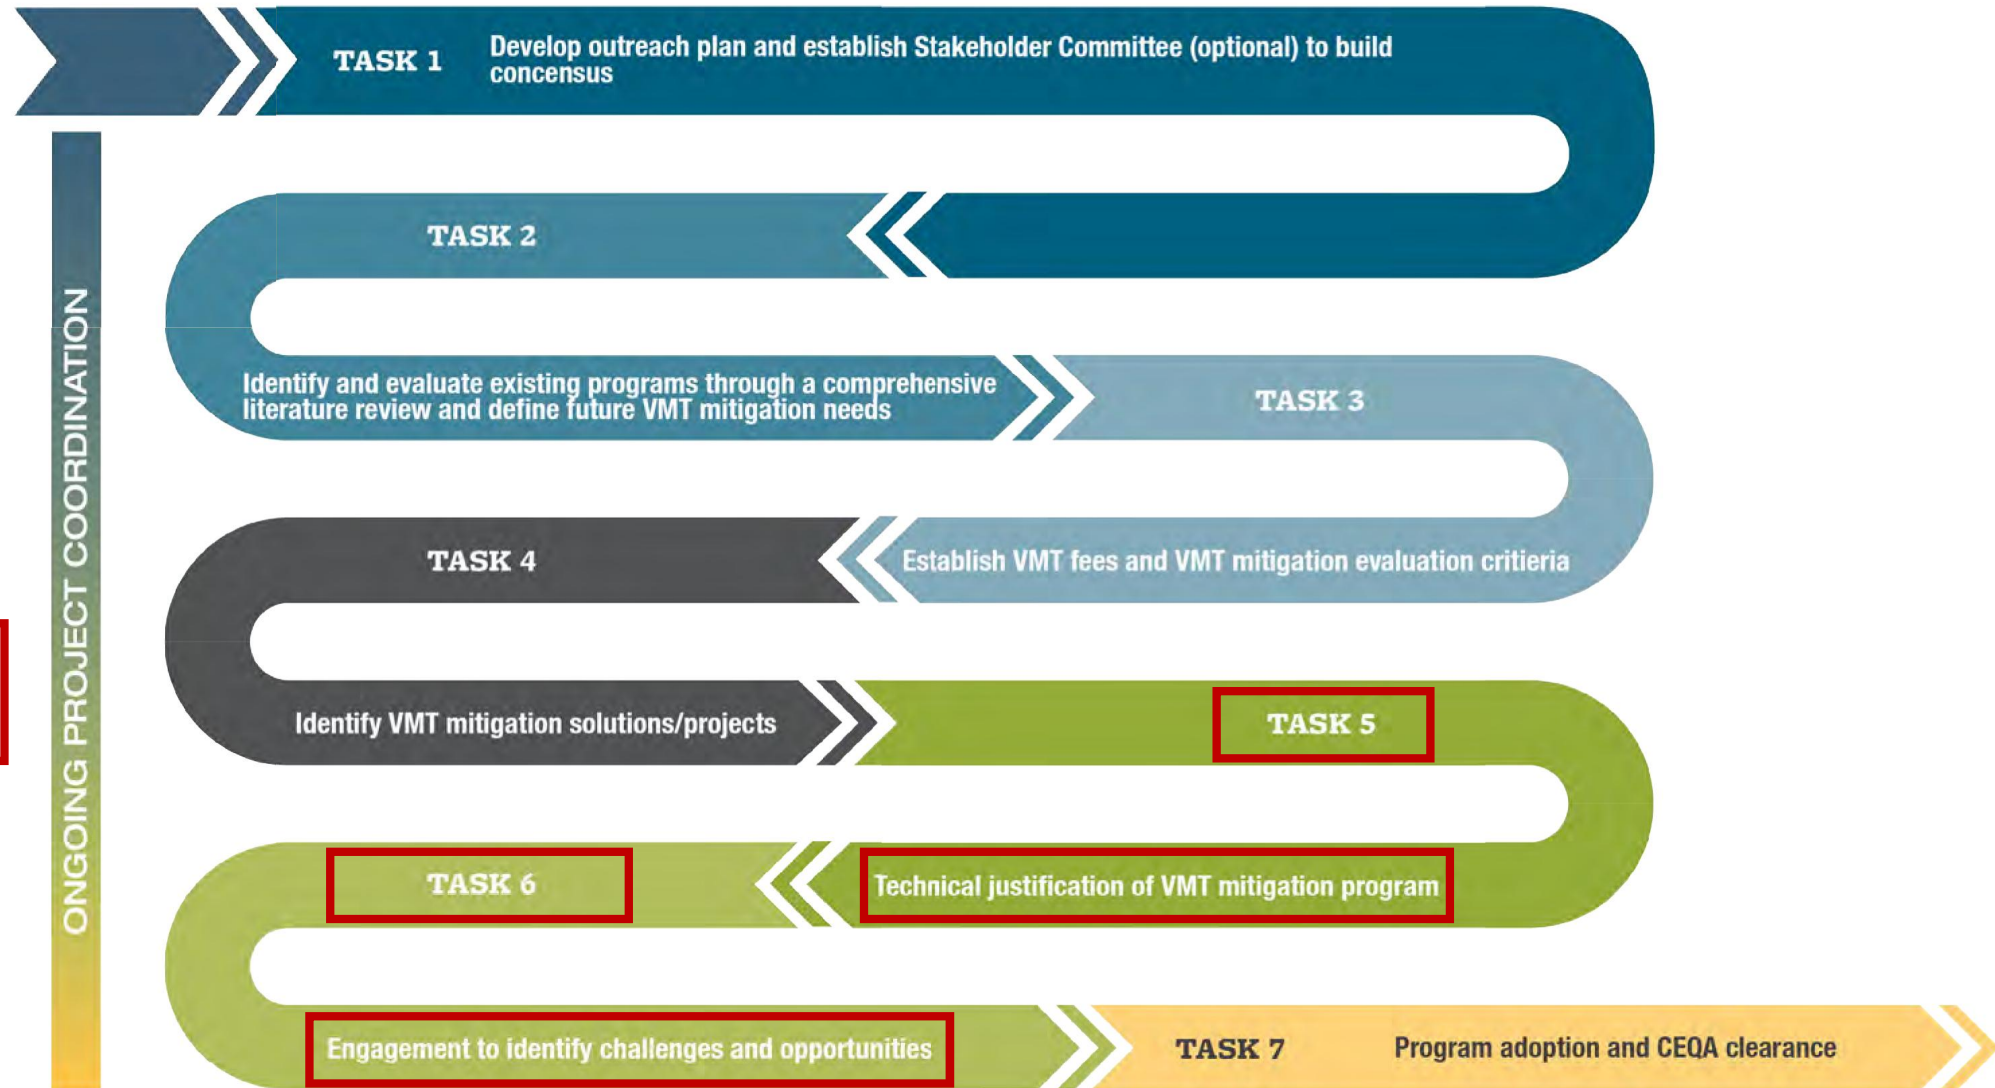 TASK 1
Develop outreach plan and establish Stakeholder Committee (optional) to build
concensus
TASK 2
Identify and evaluate existing programs through a comprehensive
literature review and define future VMT mitigation needs
TASK 3
Establish VMT fees and VMT mitigation evaluation critieria
TASK 4
Identify VMT mitigation solutions/projects
TASK 5
Technical justification of VMT mitigation program
TASK 6
Engagement to identify challenges and opportunities
TASK 7
Program adoption and CEQA clearance
ONGOING PROJECT COORDINATION